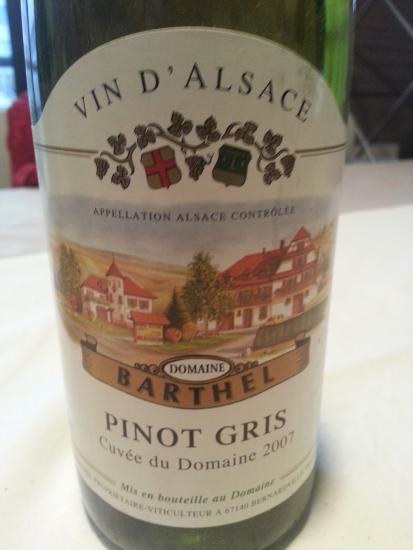 VIN D'ALSACE
APPELLATION ALSACE CONTRÔLÉE
DOMAINE
BARTHEL
PINOT GRIS
Cuvée du Domaine 2007
Mis en bouteille au Domaine
PROPRIÉTAIRE-VITICULTEUR A 67140